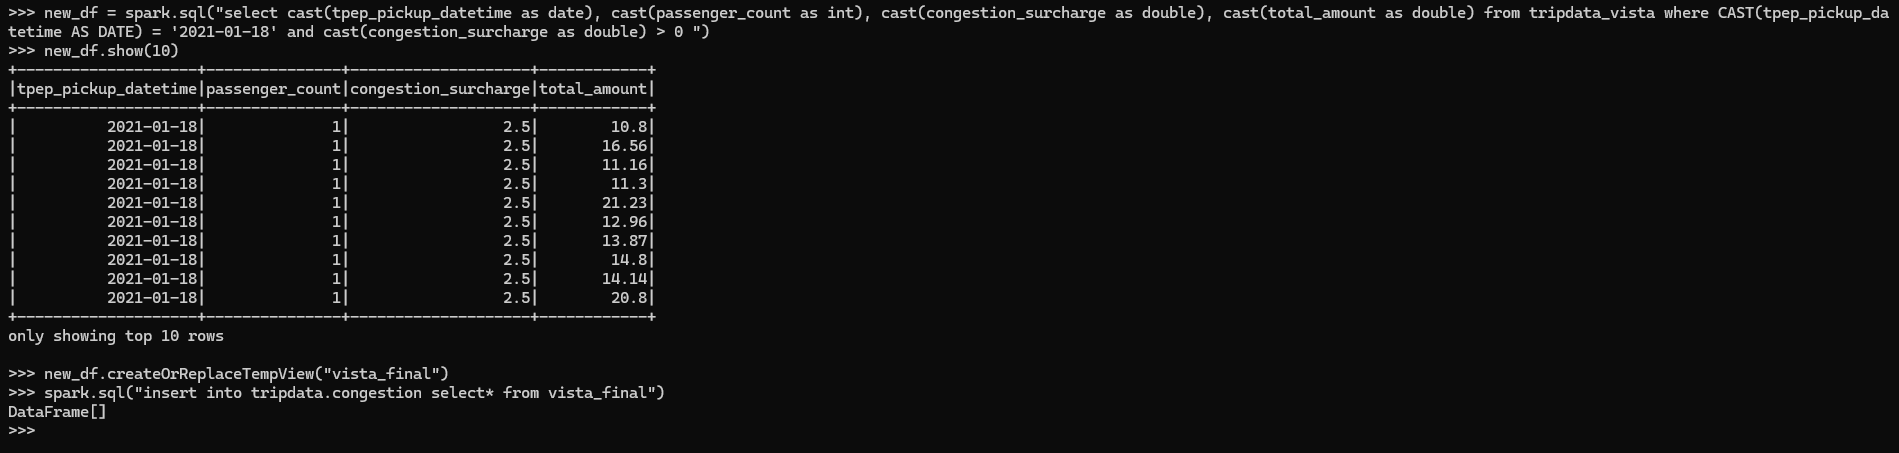 >>> new_df = spark.sql("select cast(tpep_pickup_datetime as date), cast(passenger_count as int), cast(congestion_surcharge as double), cast(total_amount as double) from tripdata_vista where CAST(tpep_pickup_da
tetime AS DATE) = '2021-01-18' and cast(congestion_surcharge as double) > 0 ")
>>> new_df.show(10)
+--------------------+---------------+--------------------+------------+
|tpep_pickup_datetime|passenger_count|congestion_surcharge|total_amount|
+--------------------+---------------+--------------------+------------+
|          2021-01-18|              1|                 2.5|        10.8|
|          2021-01-18|              1|                 2.5|       16.56|
|          2021-01-18|              1|                 2.5|       11.16|
|          2021-01-18|              1|                 2.5|        11.3|
|          2021-01-18|              1|                 2.5|       21.23|
|          2021-01-18|              1|                 2.5|       12.96|
|          2021-01-18|              1|                 2.5|       13.87|
|          2021-01-18|              1|                 2.5|        14.8|
|          2021-01-18|              1|                 2.5|       14.14|
|          2021-01-18|              1|                 2.5|        20.8|
+--------------------+---------------+--------------------+------------+
only showing top 10 rows
>>> new_df.createOrReplaceTempView("vista_final")
>>> spark.sql("insert into tripdata.congestion select* from vista_final")
DataFrame[]
>>>